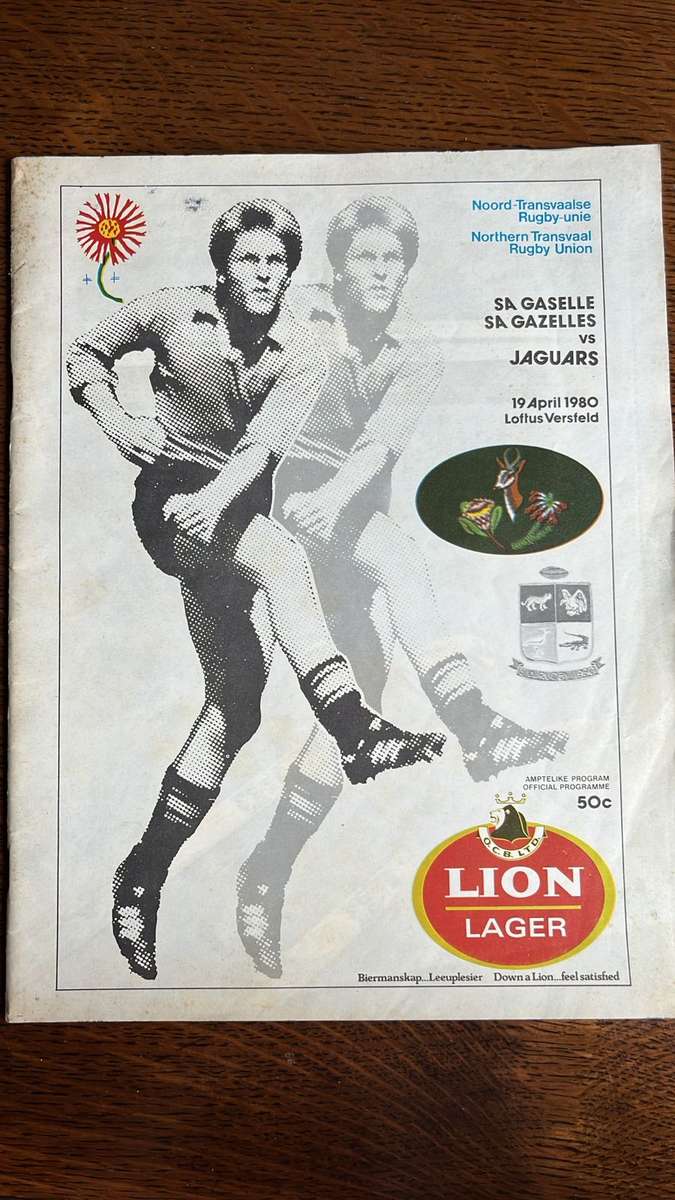 Noord-Transvaalse
Rugby-unie
Northern Transvaal
Rugby Union
SA GASELLE
SA GAZELLES
vs
JAGUARS
19 April 1980
Loftus Versfeld
AMPTELIKE PROGRAM
OFFICIAL PROGRAMME
50c
O.C.B. LTD.
LION
LAGER
Biermanskap...Leeuplesier Down a Lion...feel satisfied